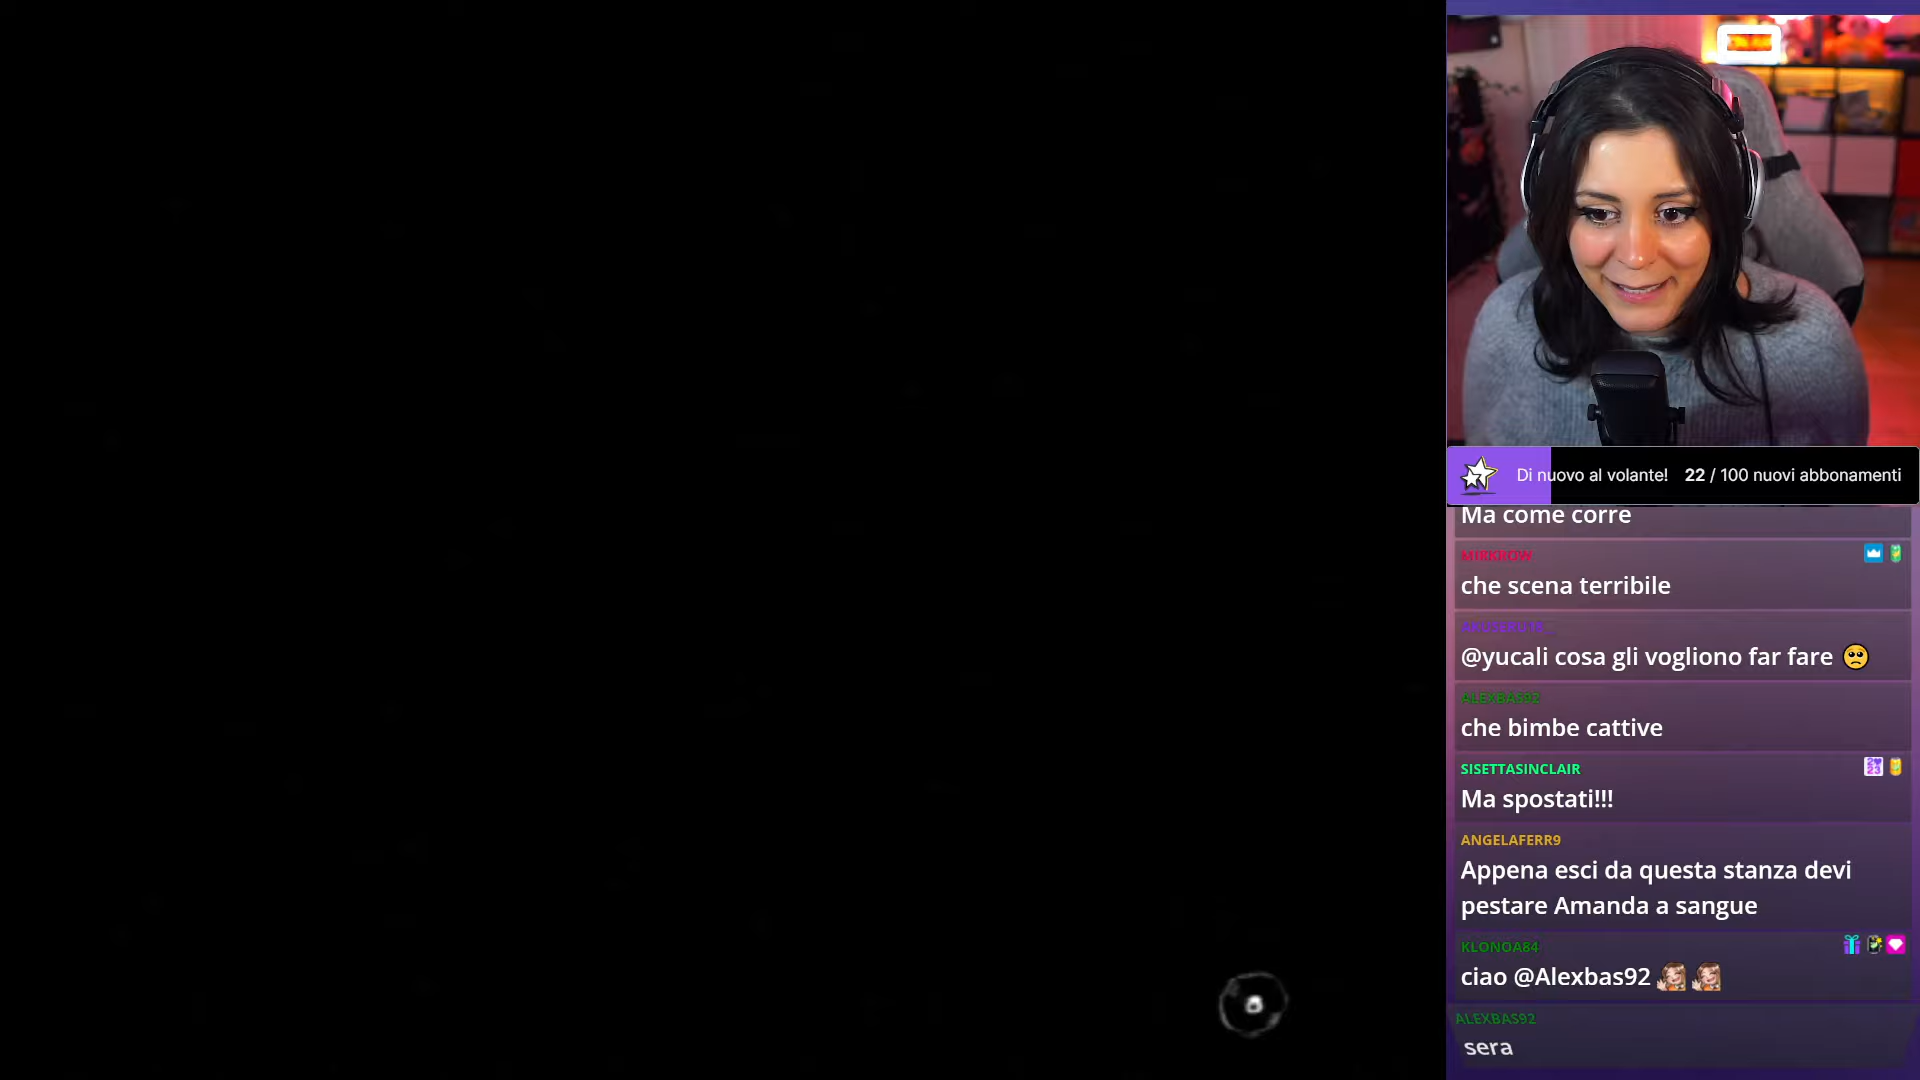 Di nuovo al volante! 22 / 100 nuovi abbonamenti
Ma come corre
MIRKROW
che scena terribile
@yucali cosa gli vogliono far fare 🥺
ALEXBAS92
che bimbe cattive
SISETTASINCLAIR
Ma spostati!!!
ANGELAFERR9
Appena esci da questa stanza devi
pestare Amanda a sangue
KLONOA84
ciao @Alexbas92
ALEXBAS92
sera